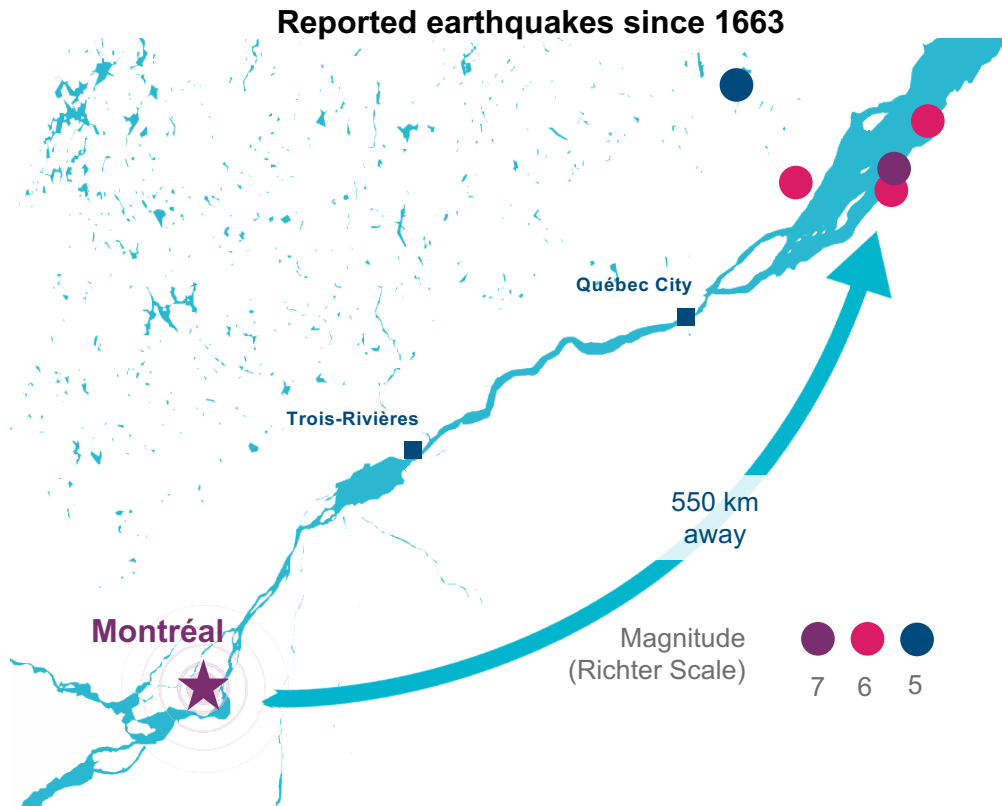 Reported earthquakes since 1663
Québec City
Trois-Rivières
550 km
away
Montréal
Magnitude
(Richter Scale)
7 6 5